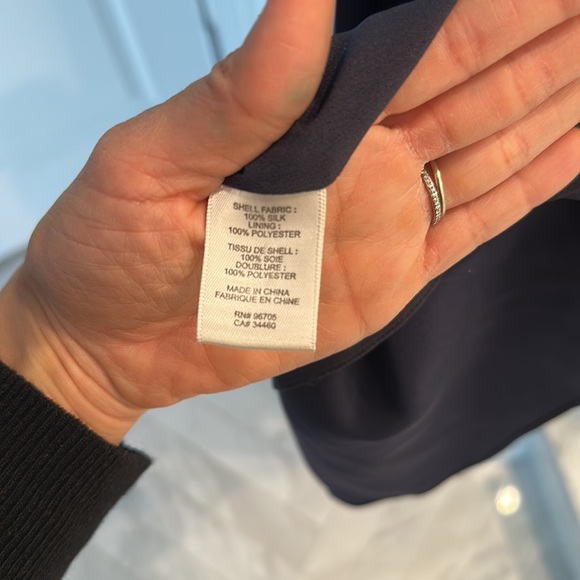 SHELL FABRIC :
100% SILK
LINING :
100% POLYESTER
TISSU DE SHELL :
100% SOIE
DOUBLURE :
100% POLYESTER
MADE IN CHINA
FABRIQUE EN CHINE
RN# 96705
CA# 34460